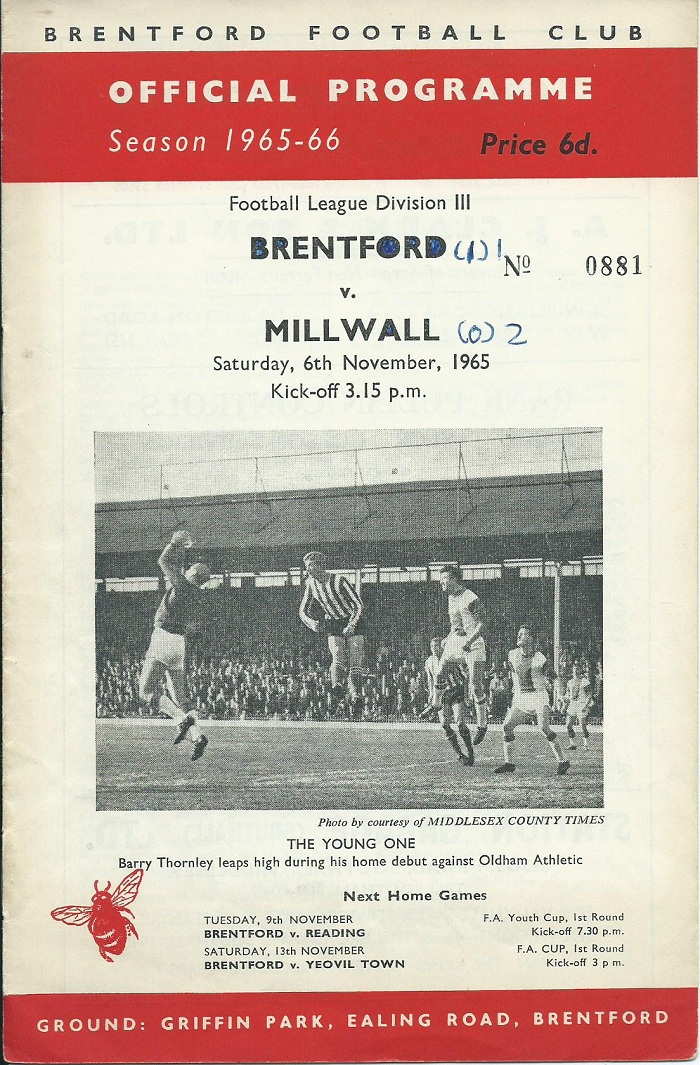 BRENTFORD FOOTBALL CLUB
OFFICIAL PROGRAMME
Season 1965-66 Price 6d.
Football League Division III
BRENTFORD (1) 1
Nº 0881
v.
MILLWALL (0) 2
Saturday, 6th November, 1965
Kick-off 3.15 p.m.
Photo by courtesy of MIDDLESEX COUNTY TIMES
THE YOUNG ONE
Barry Thornley leaps high during his home debut against Oldham Athletic
Next Home Games
TUESDAY, 9th NOVEMBER F.A. Youth Cup, 1st Round
BRENTFORD v. READING Kick-off 7.30 p.m.
SATURDAY, 13th NOVEMBER F.A. CUP, 1st Round
BRENTFORD v. YEOVIL TOWN Kick-off 3 p m.
GROUND: GRIFFIN PARK, EALING ROAD, BRENTFORD